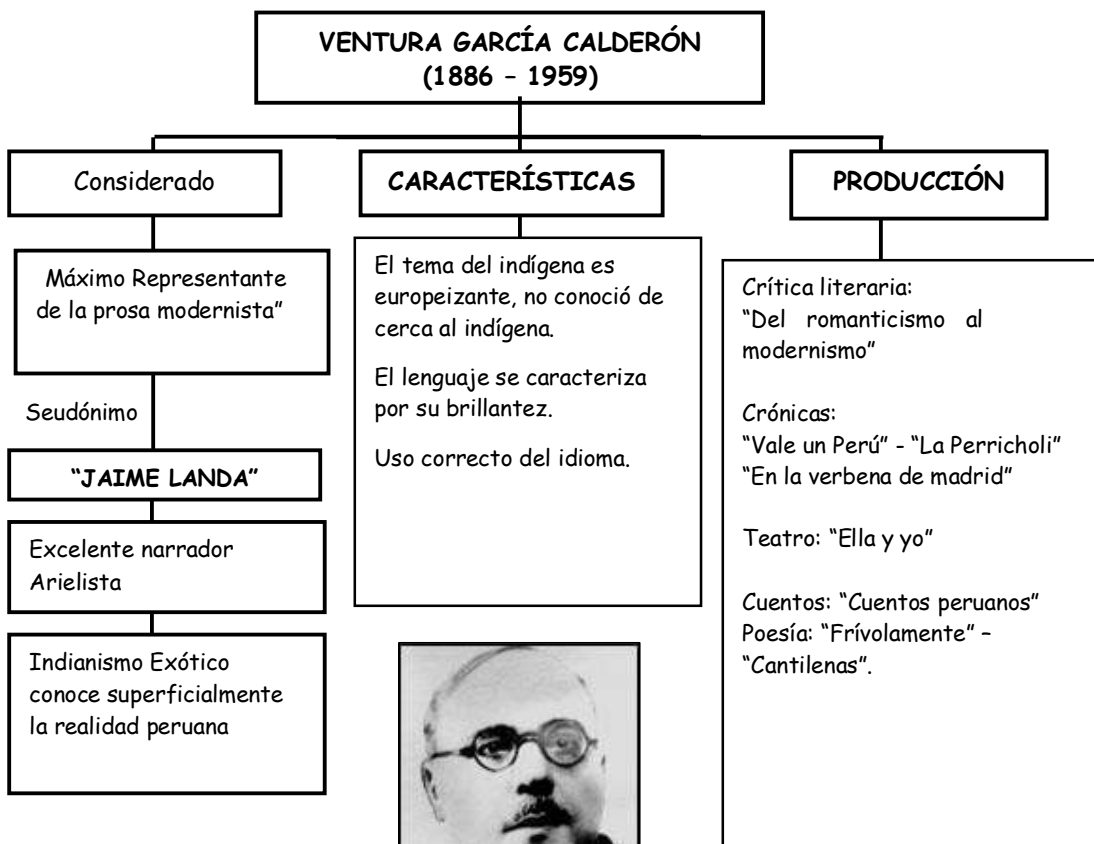 VENTURA GARCÍA CALDERÓN
(1886 – 1959)
Considerado
Máximo Representante
de la prosa modernista”
Seudónimo
“JAIME LANDA”
Excelente narrador
Arielista
Indianismo Exótico
conoce superficialmente
la realidad peruana
CARACTERÍSTICAS
El tema del indígena es
europeizante, no conoció de
cerca al indígena.
El lenguaje se caracteriza
por su brillantez.
Uso correcto del idioma.
PRODUCCIÓN
Crítica literaria:
“Del romanticismo al
modernismo”
Crónicas:
“Vale un Perú” - “La Perricholi”
“En la verbena de madrid”
Teatro: “Ella y yo”
Cuentos: “Cuentos peruanos”
Poesía: “Frívolamente” –
“Cantilenas”.